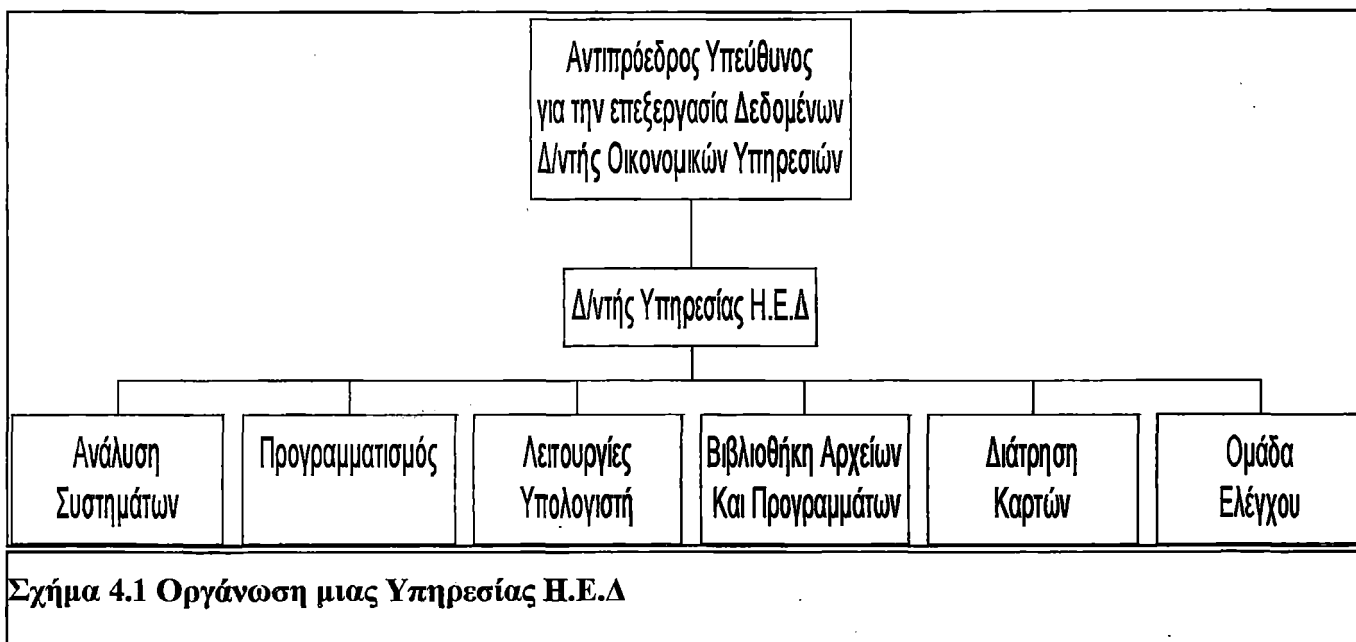 Αντιπρόεδρος Υπεύθυνος
για την επεξεργασία Δεδομένων
Δ/ντής Οικονομικών Υπηρεσιών
Δ/ντής Υπηρεσίας Η.Ε.Δ
Ανάλυση
Συστημάτων
Προγραμματισμός
Λειτουργίες
Υπολογιστή
Βιβλιοθήκη Αρχείων
Και Προγραμμάτων
Διάτρηση
Καρτών
Ομάδα
Ελέγχου
Σχήμα 4.1 Οργάνωση μιας Υπηρεσίας Η.Ε.Δ